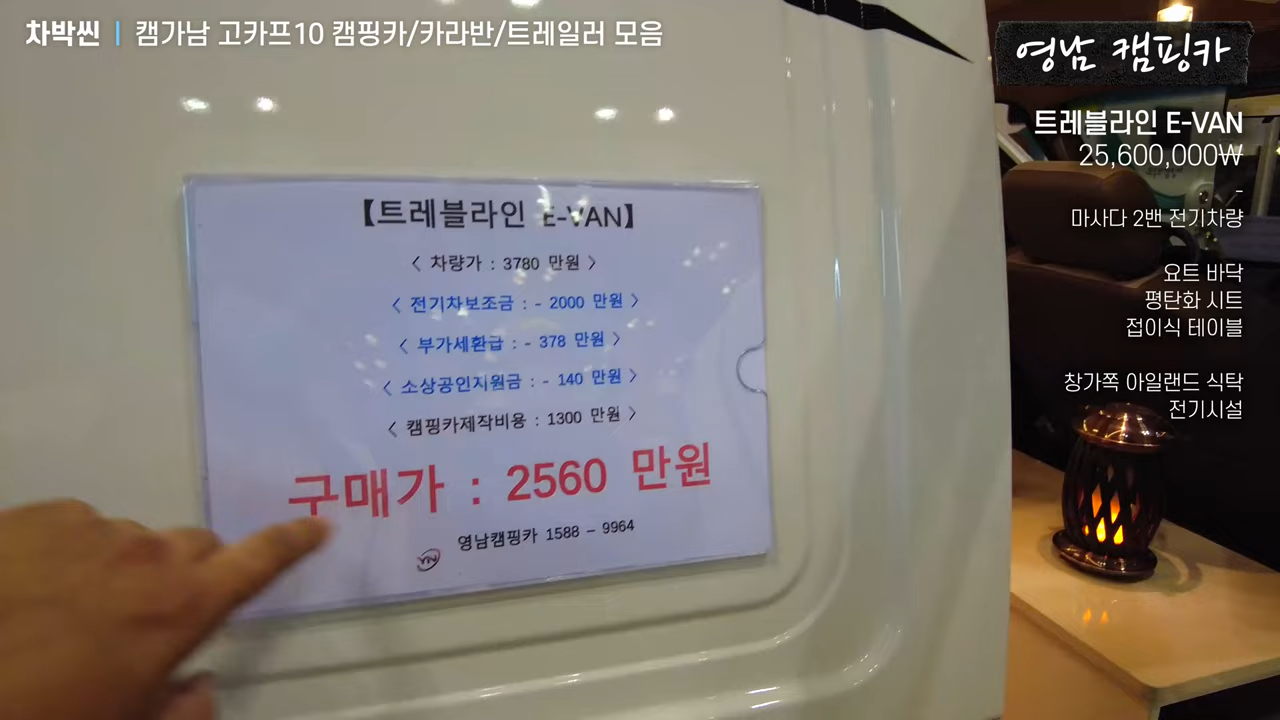 차박씬 | 캠가남 고카프10 캠핑카/카라반/트레일러 모음
【트레블라인 E-VAN】
< 차량가 : 3780 만원 >
< 전기차보조금 : - 2000 만원 >
< 부가세환급 : - 378 만원 >
< 소상공인지원금 : - 140 만원 >
< 캠핑카제작비용 : 1300 만원 >
구매가 : 2560 만원
YN 영남캠핑카 1588 - 9964
영남 캠핑카
트레블라인 E-VAN
25,600,000₩
-
마사다 2밴 전기차량
요트 바닥
평탄화 시트
접이식 테이블
창가쪽 아일랜드 식탁
전기시설